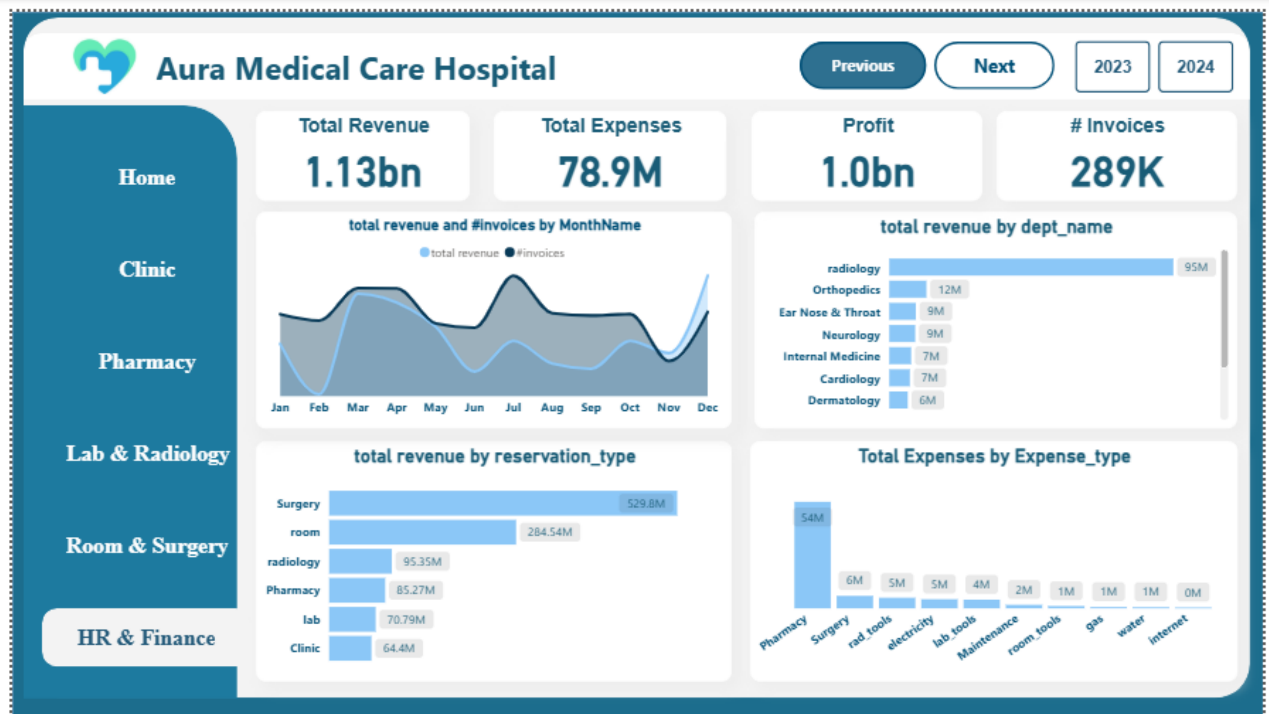 Aura Medical Care Hospital
Previous
Next
2023
2024
Home
Clinic
Pharmacy
Lab & Radiology
Room & Surgery
HR & Finance
Total Revenue
1.13bn
Total Expenses
78.9M
Profit
1.0bn
# Invoices
289K
total revenue and #invoices by MonthName
total revenue #invoices
Jan Feb Mar Apr May Jun Jul Aug Sep Oct Nov Dec
total revenue by dept_name
radiology 95M
Orthopedics 12M
Ear Nose & Throat 9M
Neurology 9M
Internal Medicine 7M
Cardiology 7M
Dermatology 6M
total revenue by reservation_type
Surgery 529.8M
room 284.54M
radiology 95.35M
Pharmacy 85.27M
lab 70.79M
Clinic 64.4M
Total Expenses by Expense_type
54M 6M 5M 5M 4M 2M 1M 1M 1M 0M
Pharmacy Surgery rad_tools electricity lab_tools Maintenance room_tools gas water internet